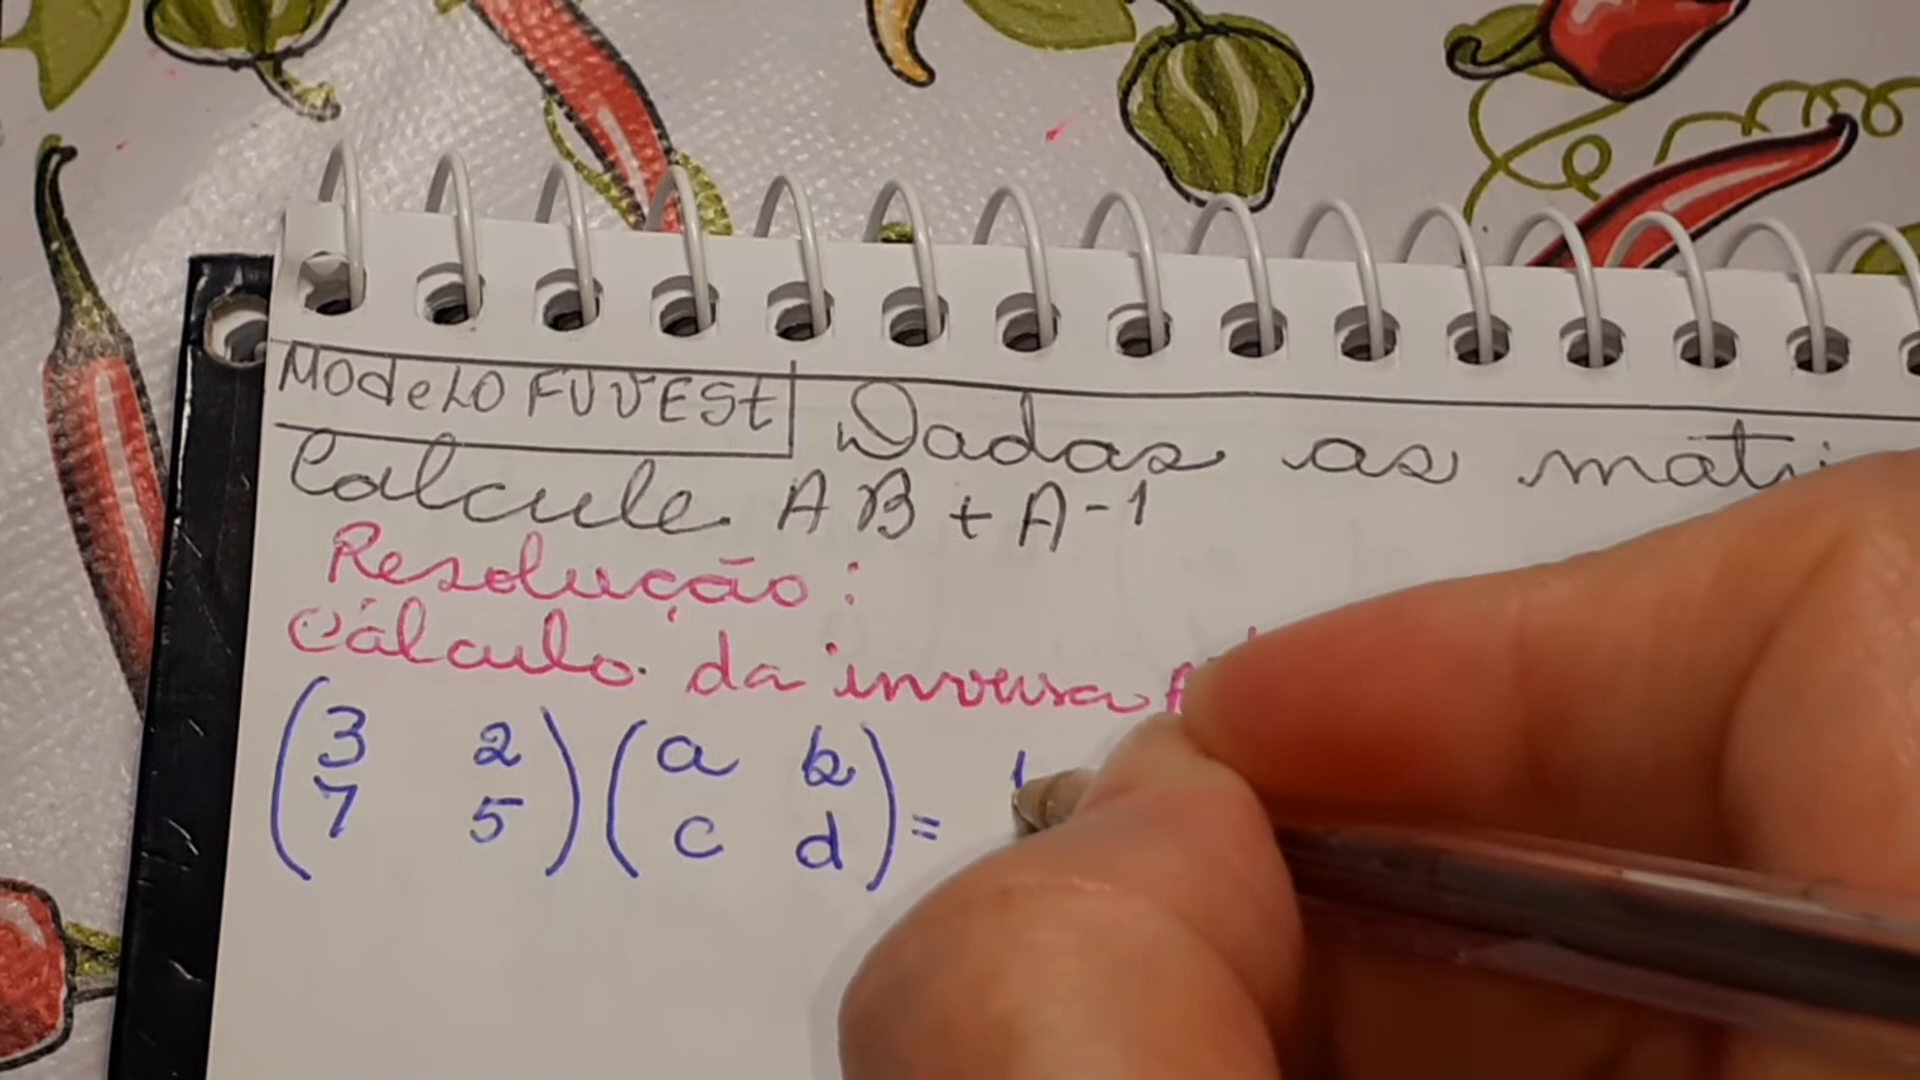 Modelo FUVEST Dadas as
Calcule AB + A-1
Resolução:
Cálculo da inversa
3 2 a b
7 5 c d =